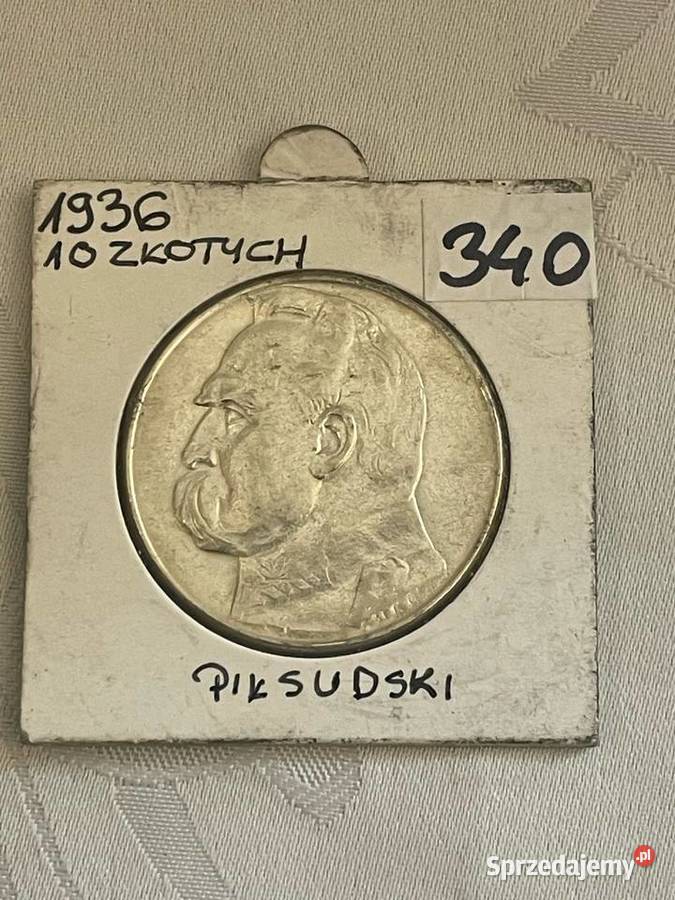 1936
10 ZŁOTYCH
340
PIŁSUDSKI
Sprzedajemy.pl